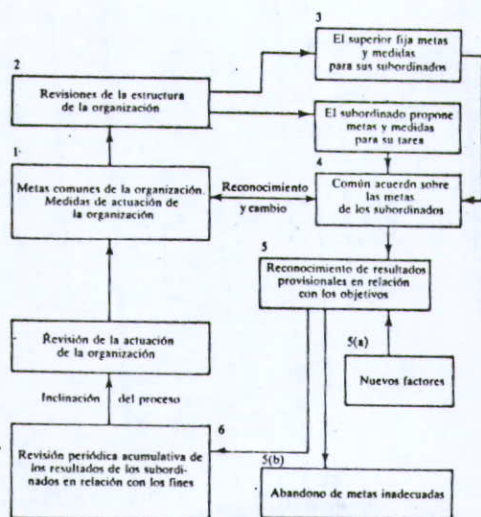 3
El superior fija metas
y medidas
para sus subordinados
2
Revisiones de la estructura
de la organización
El subordinado propone
metas y medidas
para su tarea
1
Metas comunes de la organización.
Medidas de actuación de
la organización
Reconocimiento
y cambio
4
Común acuerdo sobre
las metas
de los subordinados
5
Reconocimiento de resultados
provisionales en relación
con los objetivos
Revisión de la actuación
de la organización
5(a)
Nuevos factores
Inclinación del proceso
6
Revisión periódica acumulativa de
los resultados de los subordi-
nados en relación con los fines
5(b)
Abandono de metas inadecuadas